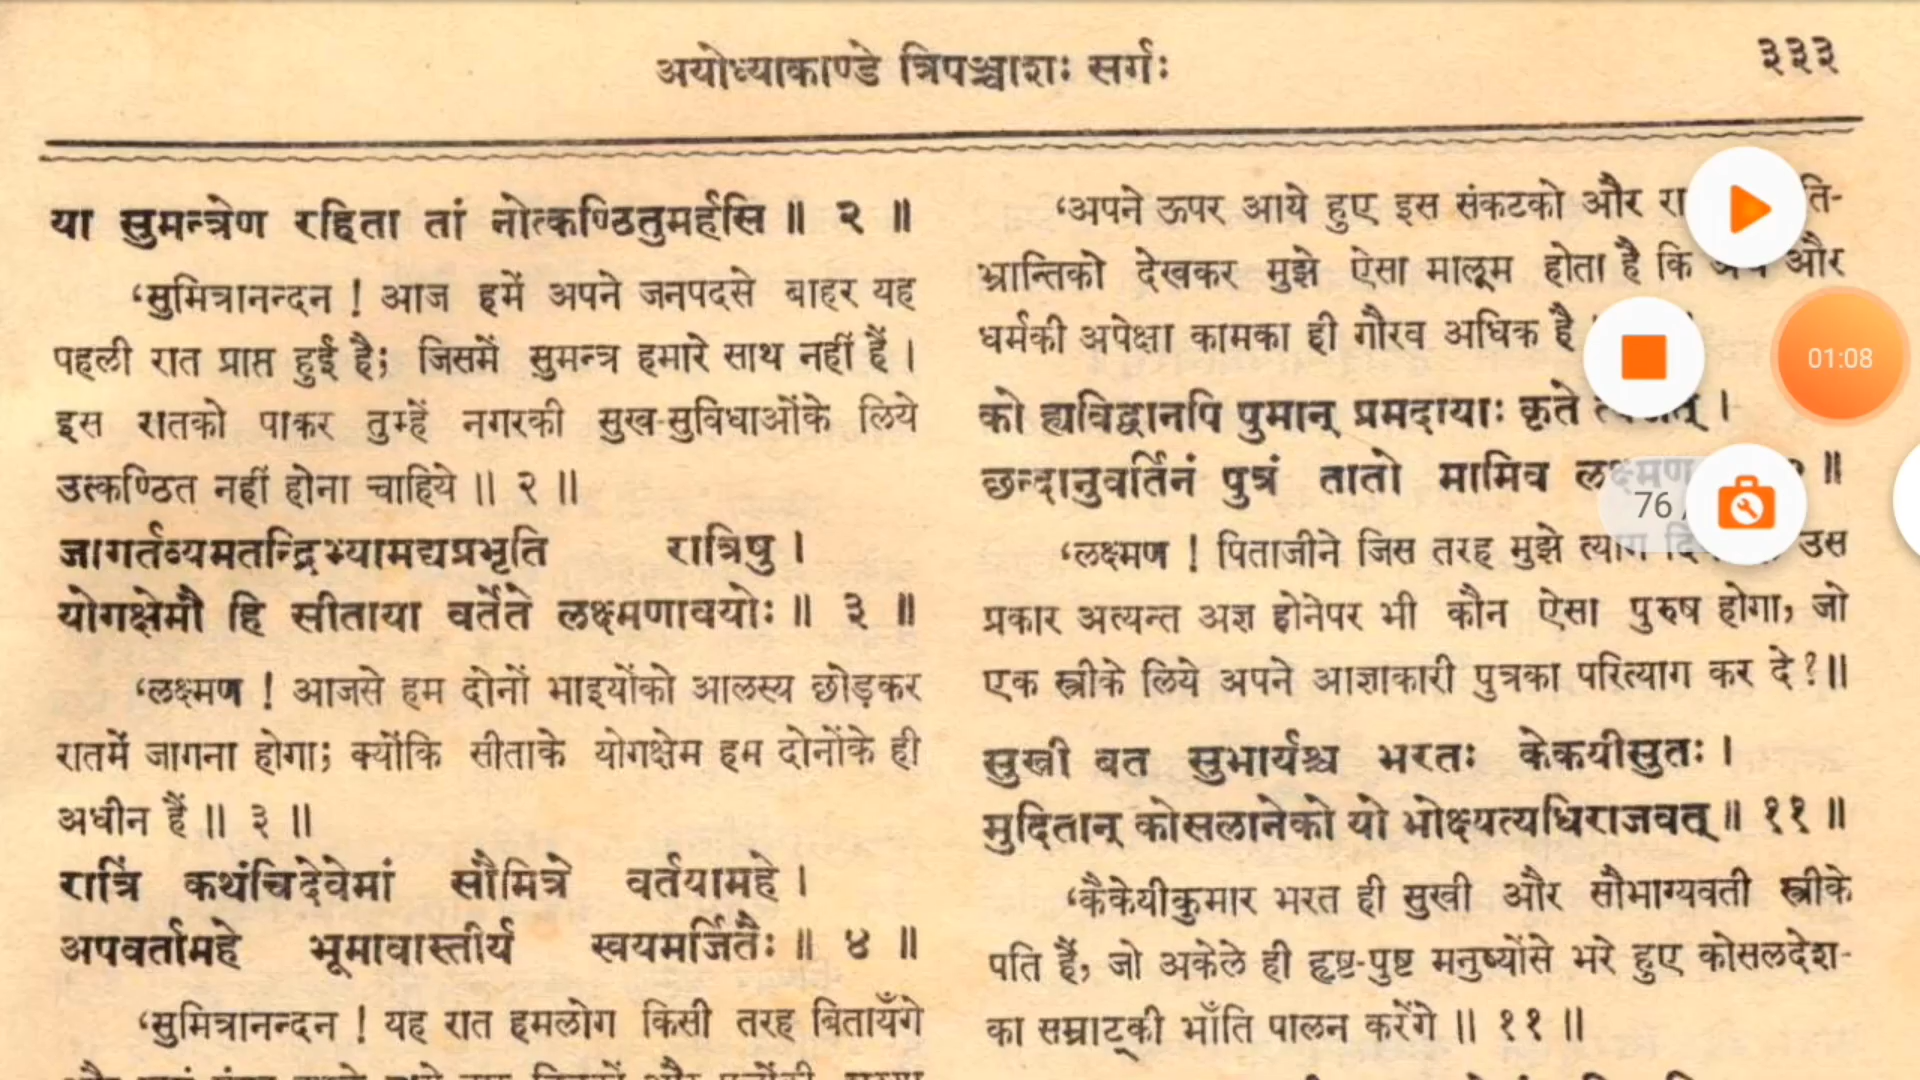 अयोध्याकाण्डे त्रिपञ्चाशः सर्गः
३३३
या सुमन्त्रेण रहिता तां नोत्कण्ठितुमर्हसि ॥ २ ॥
‘सुमित्रानन्दन ! आज हमें अपने जनपदसे बाहर यह
पहली रात प्राप्त हुई है; जिसमें सुमन्त्र हमारे साथ नहीं हैं ।
इस रातको पाकर तुम्हें नगरकी सुख-सुविधाओंके लिये
उत्कण्ठित नहीं होना चाहिये ॥ २ ॥
जागर्तव्यमतन्द्रिभ्यामद्यप्रभृति रात्रिषु ।
योगक्षेमौ हि सीताया वर्तेते लक्ष्मणावयोः ॥ ३ ॥
‘लक्ष्मण ! आजसे हम दोनों भाइयोंको आलस्य छोड़कर
रातमें जागना होगा; क्योंकि सीताके योगक्षेम हम दोनोंके ही
अधीन हैं ॥ ३ ॥
रात्रिं कथंचिदेवेमां सौमित्रे वर्तयामहे ।
अपवर्तामहे भूमावास्तीर्य स्वयमर्जितैः ॥ ४ ॥
‘सुमित्रानन्दन ! यह रात हमलोग किसी तरह बितायँगे
‘अपने ऊपर आये हुए इस संकटको और
भ्रान्तिको देखकर मुझे ऐसा मालूम होता है कि और
धर्मकी अपेक्षा कामका ही गौरव अधिक है
को ह्यविद्वानपि पुमान् प्रमदायाः कृते ।
छन्दानुवर्तिनं पुत्रं तातो मामिव लक्ष्मण ॥
‘लक्ष्मण ! पिताजीने जिस तरह मुझे त्याग उस
प्रकार अत्यन्त अज्ञ होनेपर भी कौन ऐसा पुरुष होगा, जो
एक स्त्रीके लिये अपने आज्ञाकारी पुत्रका परित्याग कर दे ? ॥
सुखी बत सुभार्यश्च भरतः केकयीसुतः ।
मुदितान् कोसलानेको यो भोक्ष्यत्यधिराजवत् ॥ ११ ॥
‘कैकेयीकुमार भरत ही सुखी और सौभाग्यवती स्त्रीके
पति हैं, जो अकेले ही हृष्ट-पुष्ट मनुष्योंसे भरे हुए कोसलदेश-
का सम्राट्की भाँति पालन करेंगे ॥ ११ ॥
01:08
76